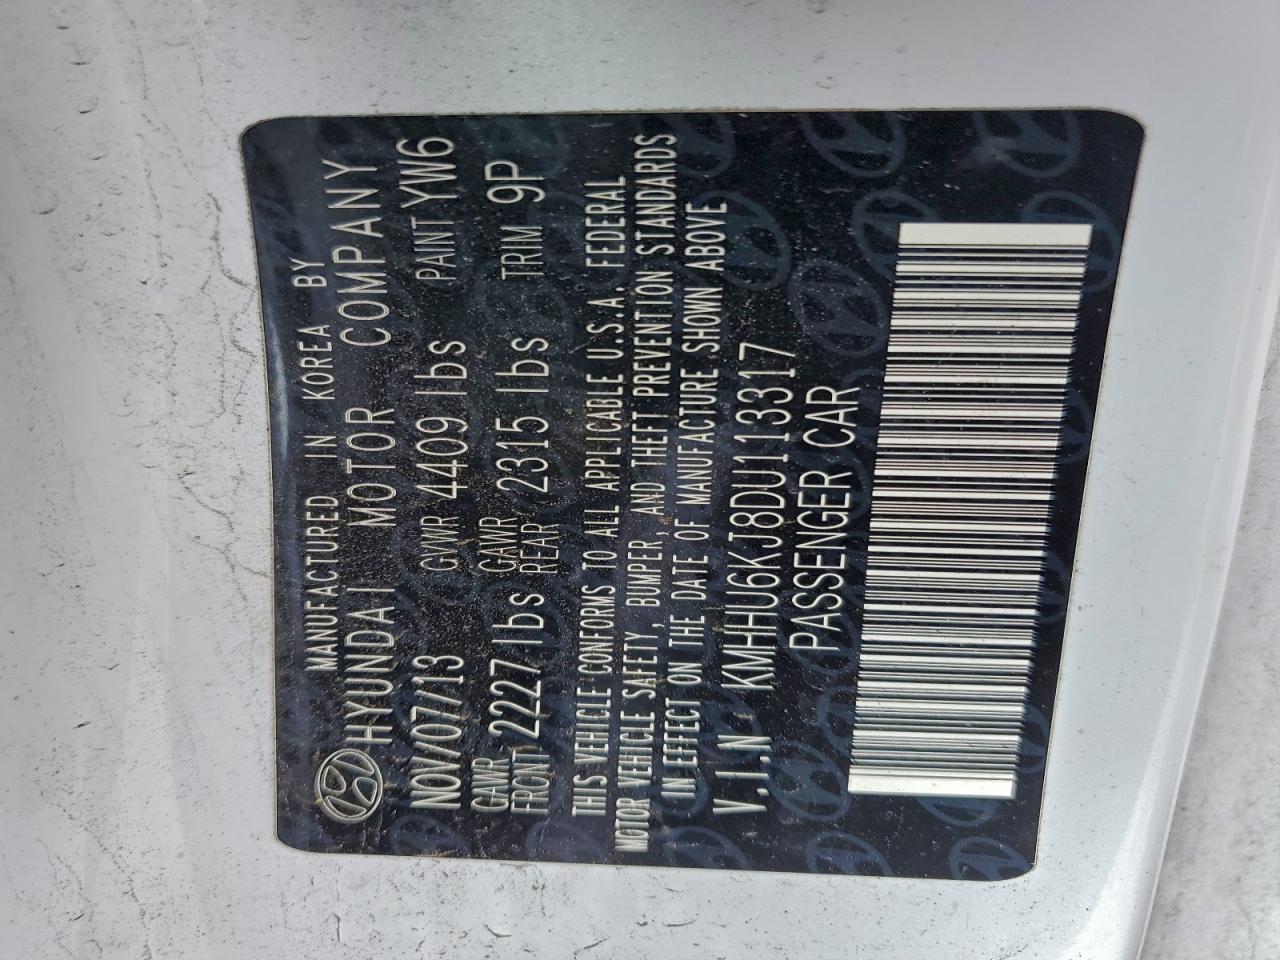 MANUFACTURED IN KOREA BY
HYUNDAI MOTOR COMPANY
NOV/07/13 GVWR 4409 lbs PAINT YW6
GAWR FRONT 2227 lbs GAWR REAR 2315 lbs TRIM 9P
THIS VEHICLE CONFORMS TO ALL APPLICABLE U.S.A. FEDERAL
MOTOR VEHICLE SAFETY, BUMPER, AND THEFT PREVENTION STANDARDS
IN EFFECT ON THE DATE OF MANUFACTURE SHOWN ABOVE
V.I.N KMHHU6KJ8DU113317
PASSENGER CAR